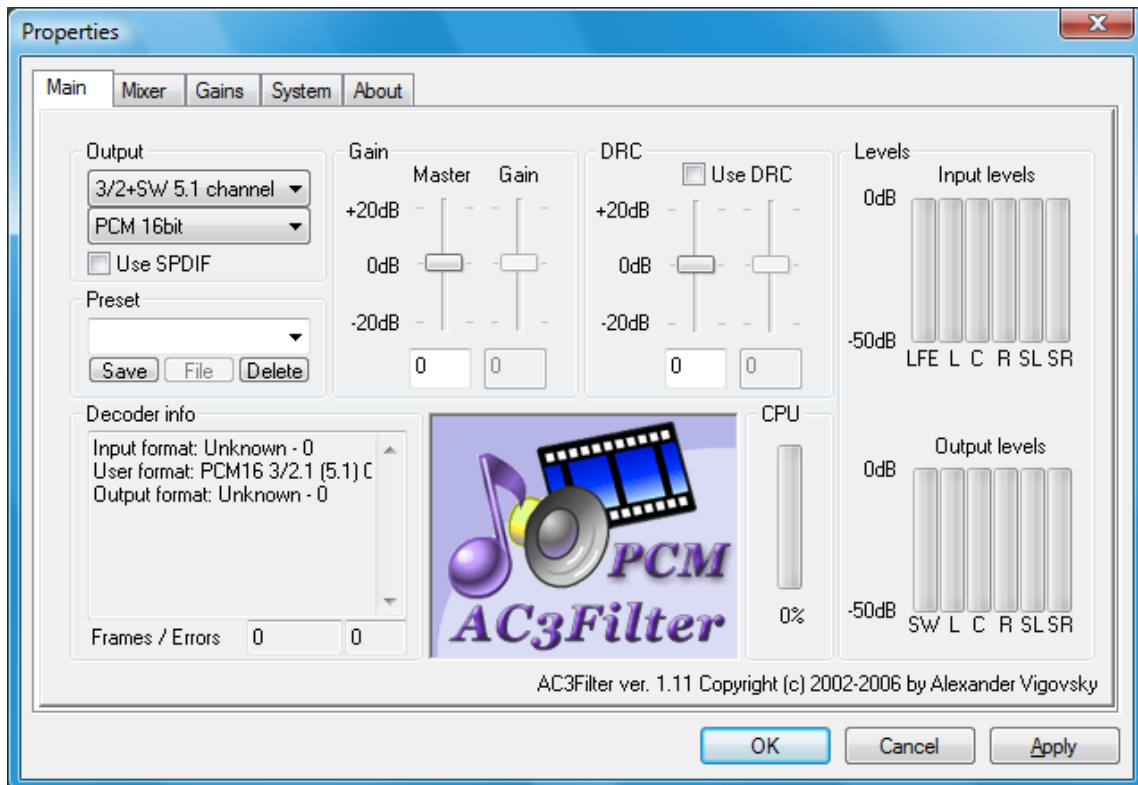 Properties
Main Mixer Gains System About
Output
3/2+SW 5.1 channel
PCM 16bit
Use SPDIF
Preset
Save File Delete
Gain
Master Gain
+20dB
0dB
-20dB
0 0
DRC
Use DRC
+20dB
0dB
-20dB
0 0
Levels
Input levels
0dB
-50dB
LFE L C R SL SR
Output levels
0dB
-50dB
SW L C R SL SR
Decoder info
Input format: Unknown - 0
User format: PCM16 3/2.1 (5.1) 0
Output format: Unknown - 0
Frames / Errors 0 0
PCM
AC3Filter
CPU
0%
AC3Filter ver. 1.11 Copyright (c) 2002-2006 by Alexander Vigovsky
OK Cancel Apply